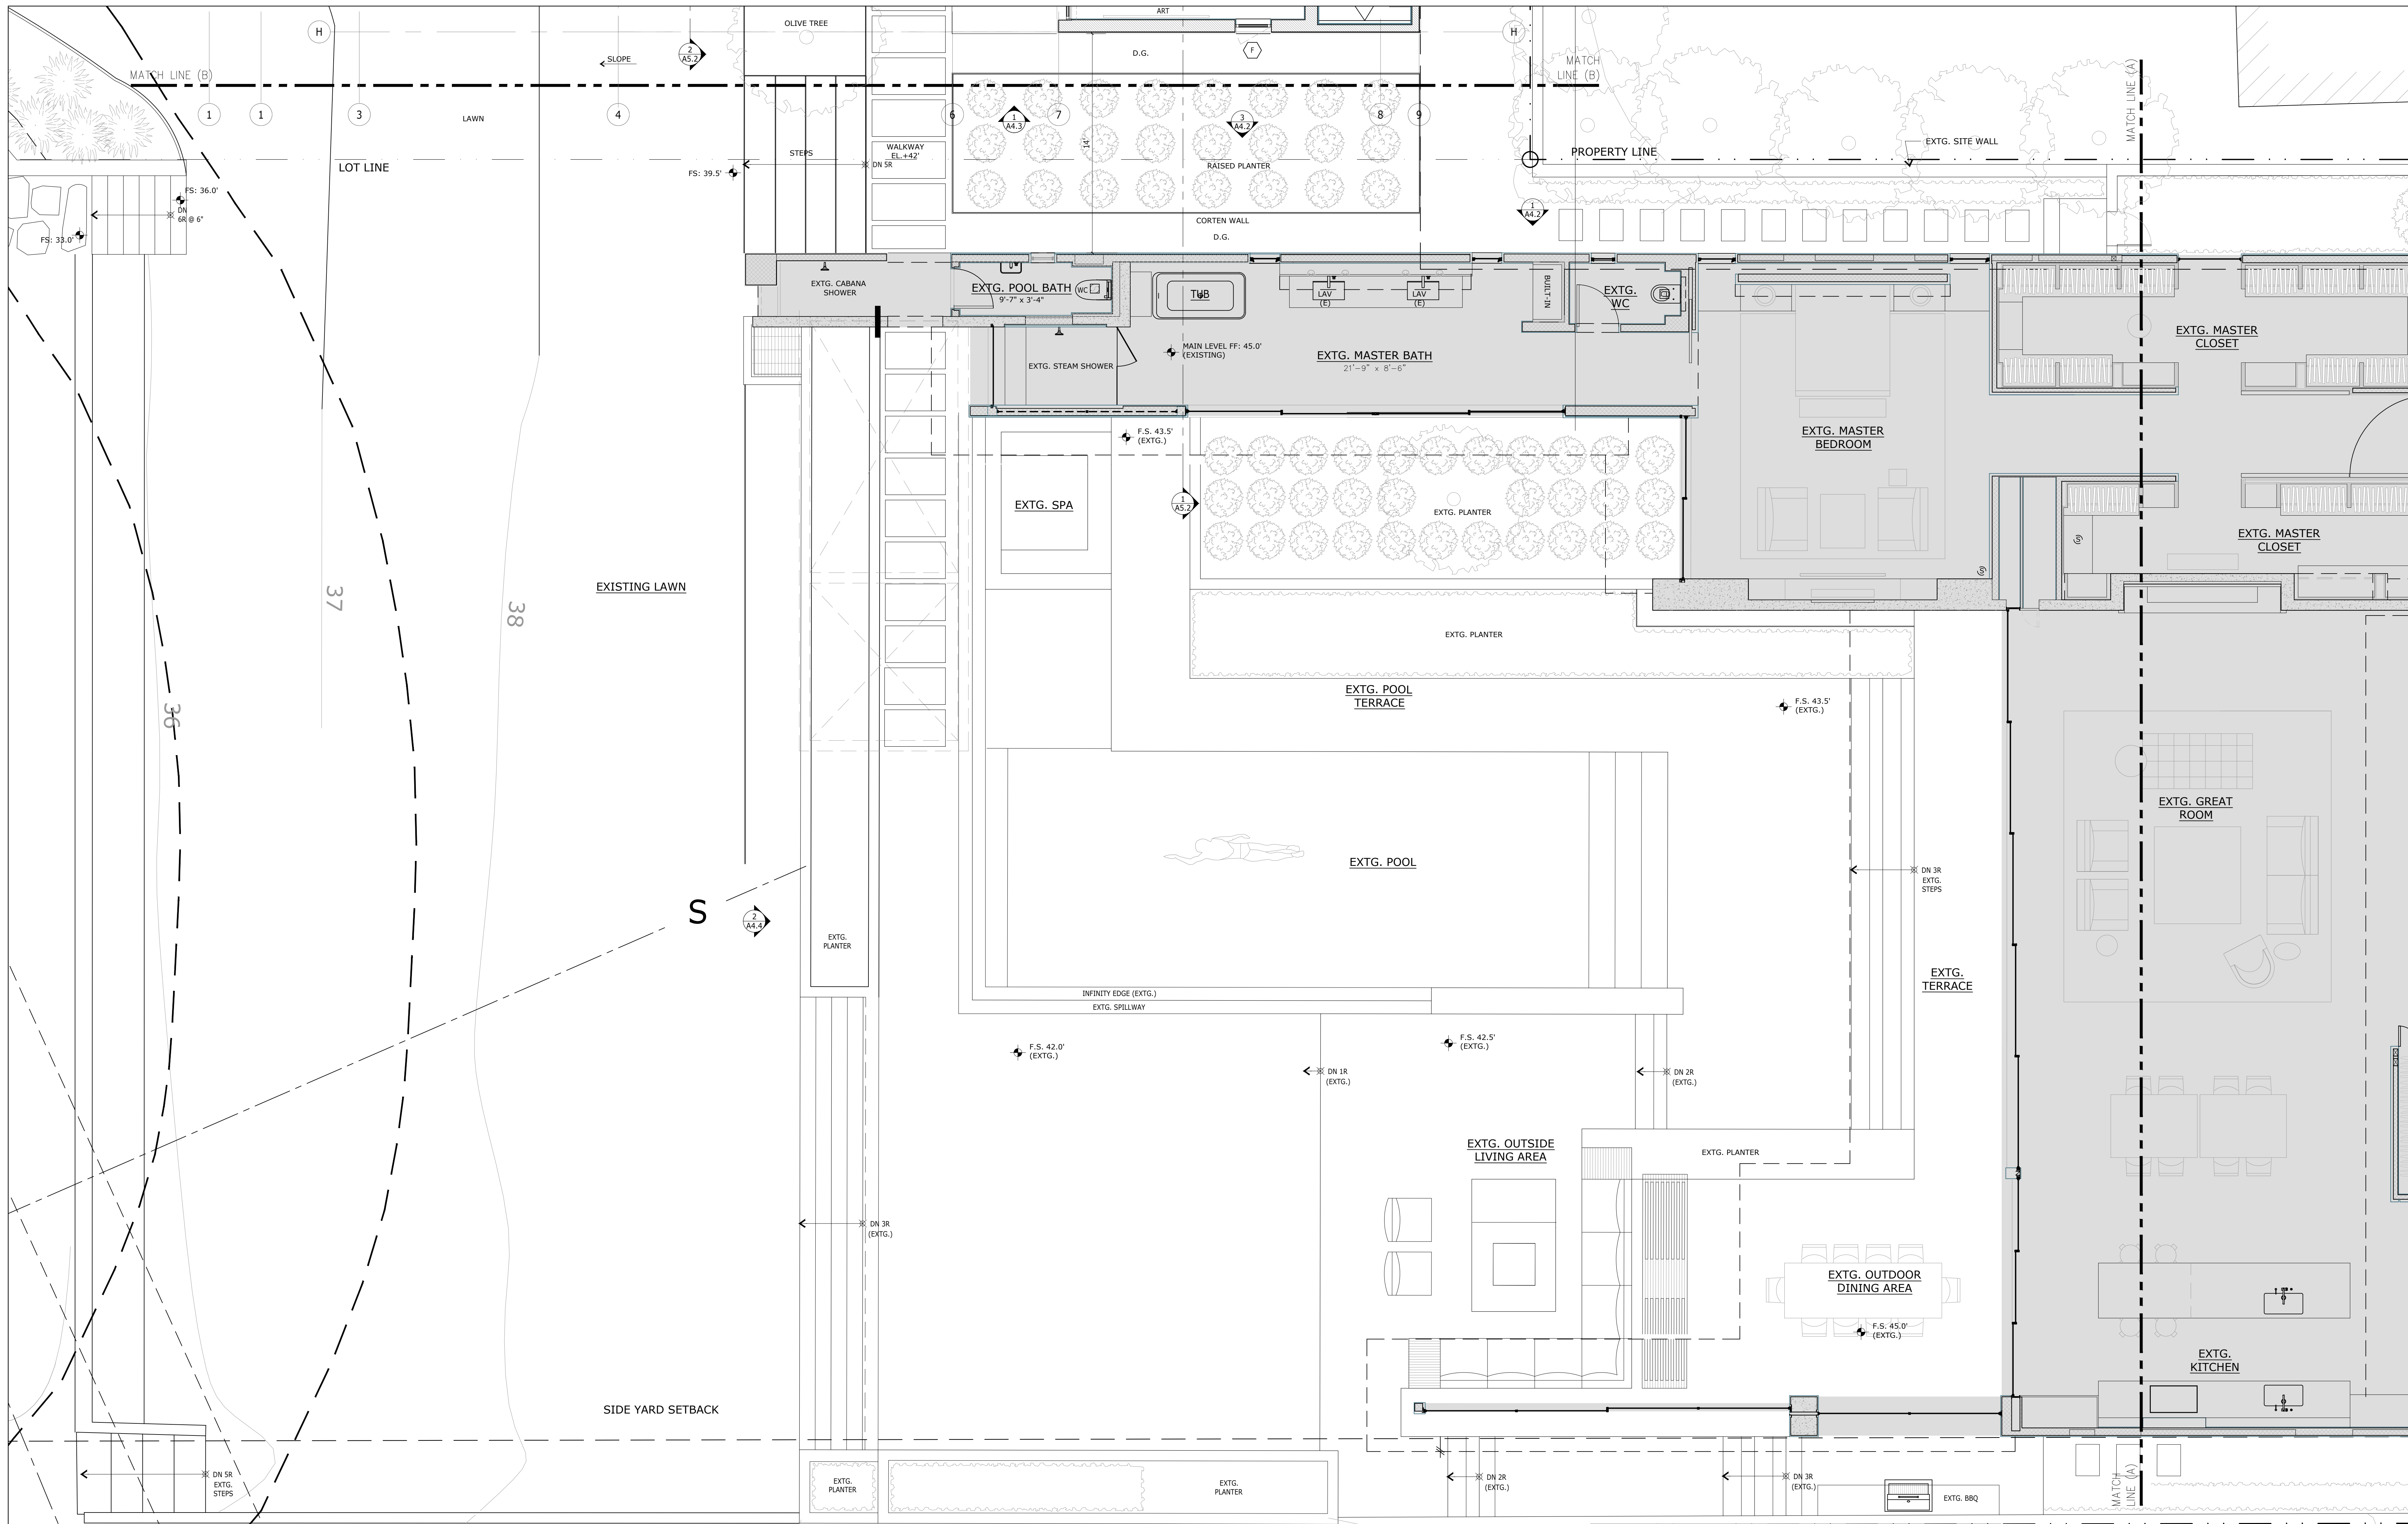 ART
OLIVE TREE
H
H
2
A5.2
SLOPE
D.G.
F
MATCH LINE (B)
MATCH
LINE (B)
MATCH LINE (A)
1
1
3
4
6
7
8
9
LAWN
1
A4.3
3
A4.2
14'
STEPS
DN 5R
WALKWAY
EL.+42'
RAISED PLANTER
PROPERTY LINE
EXTG. SITE WALL
LOT LINE
FS: 39.5'
FS: 36.0'
DN
6R @ 6"
FS: 33.0'
CORTEN WALL
D.G.
1
A4.2
EXTG. CABANA
SHOWER
EXTG. POOL BATH
9'-7" x 3'-4"
WC
TUB
LAV
(E)
LAV
(E)
BUILT-IN
EXTG.
WC
EXTG. MASTER
CLOSET
MAIN LEVEL FF: 45.0'
(EXISTING)
EXTG. STEAM SHOWER
EXTG. MASTER BATH
21'-9" x 8'-6"
EXTG. MASTER
BEDROOM
F.S. 43.5'
(EXTG.)
EXTG. SPA
1
A5.2
EXTG. PLANTER
EXTG. MASTER
CLOSET
EXISTING LAWN
37
38
36
EXTG. PLANTER
EXTG. POOL
TERRACE
F.S. 43.5'
(EXTG.)
EXTG. GREAT
ROOM
EXTG. POOL
DN 3R
EXTG.
STEPS
S
2
A4.4
EXTG.
PLANTER
EXTG.
TERRACE
INFINITY EDGE (EXTG.)
EXTG. SPILLWAY
F.S. 42.0'
(EXTG.)
F.S. 42.5'
(EXTG.)
DN 1R
(EXTG.)
DN 2R
(EXTG.)
EXTG. OUTSIDE
LIVING AREA
EXTG. PLANTER
DN 3R
(EXTG.)
EXTG. OUTDOOR
DINING AREA
F.S. 45.0'
(EXTG.)
EXTG.
KITCHEN
SIDE YARD SETBACK
DN 5R
EXTG.
STEPS
EXTG.
PLANTER
EXTG.
PLANTER
DN 2R
(EXTG.)
DN 3R
(EXTG.)
EXTG. BBQ
MATCH
LINE (A)